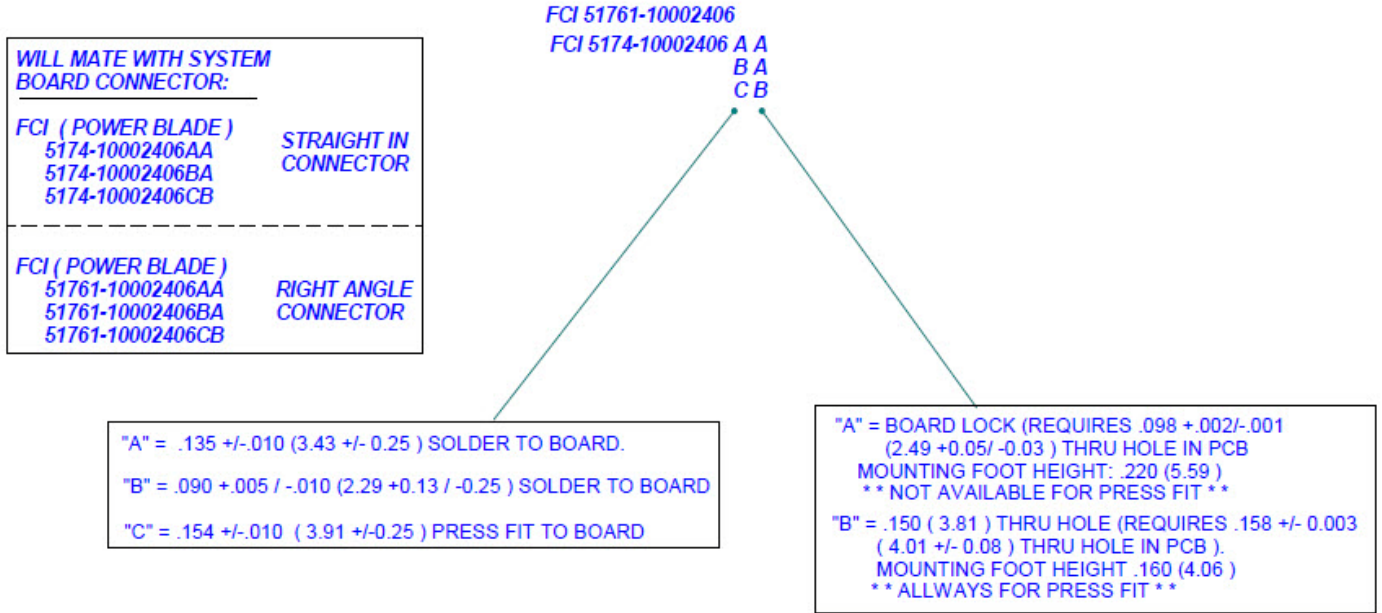 FCI 51761-10002406
FCI 5174-10002406 A A
B A
C B
WILL MATE WITH SYSTEM
BOARD CONNECTOR:
FCI ( POWER BLADE )
5174-10002406AA
5174-10002406BA
5174-10002406CB
STRAIGHT IN
CONNECTOR
FCI ( POWER BLADE )
51761-10002406AA
51761-10002406BA
51761-10002406CB
RIGHT ANGLE
CONNECTOR
"A" = .135 +/-.010 (3.43 +/- 0.25 ) SOLDER TO BOARD.
"B" = .090 +.005 / -.010 (2.29 +0.13 / -0.25 ) SOLDER TO BOARD
"C" = .154 +/-.010 ( 3.91 +/-0.25 ) PRESS FIT TO BOARD
"A" = BOARD LOCK (REQUIRES .098 +.002/-.001
(2.49 +0.05/ -0.03 ) THRU HOLE IN PCB
MOUNTING FOOT HEIGHT: .220 (5.59 )
* * NOT AVAILABLE FOR PRESS FIT * *
"B" = .150 ( 3.81 ) THRU HOLE (REQUIRES .158 +/- 0.003
( 4.01 +/- 0.08 ) THRU HOLE IN PCB ).
MOUNTING FOOT HEIGHT .160 (4.06 )
* * ALLWAYS FOR PRESS FIT * *